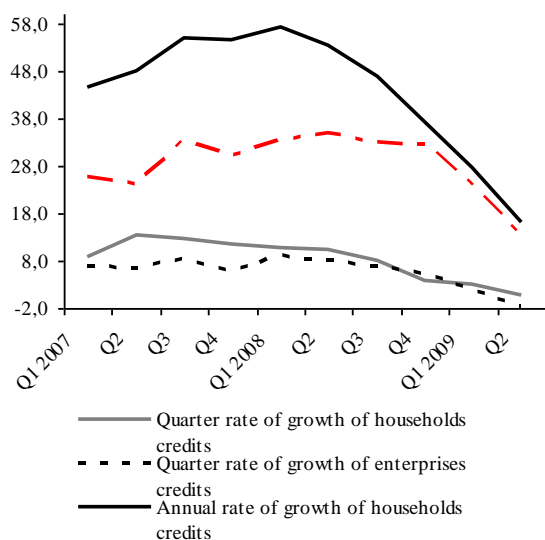 58,0
48,0
38,0
28,0
18,0
8,0
-2,0
Q1 2007
Q2
Q3
Q4
Q1 2008
Q2
Q3
Q4
Q1 2009
Q2
Quarter rate of growth of households
credits
Quarter rate of growth of enterprises
credits
Annual rate of growth of households
credits